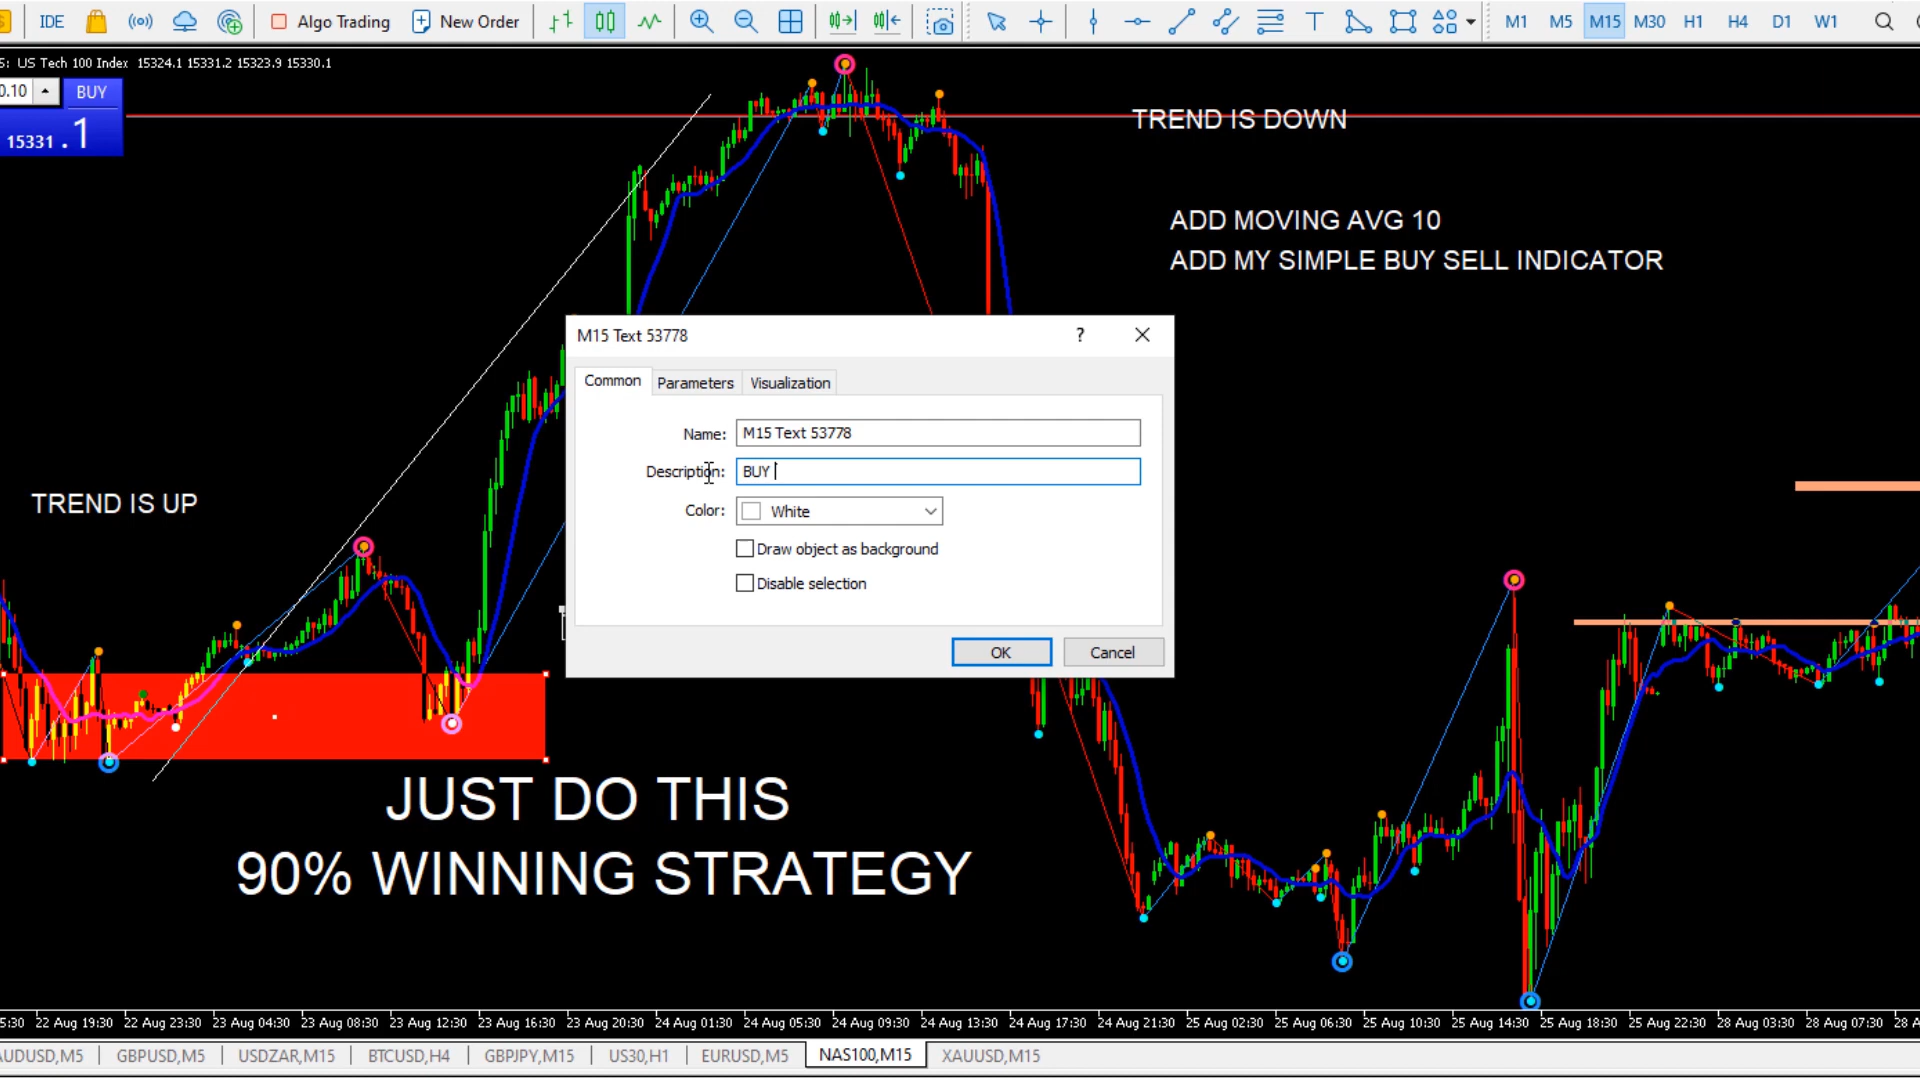 IDE Algo Trading New Order M1 M5 M15 M30 H1 H4 D1 W1
5: US Tech 100 Index 15324.1 15331.2 15323.9 15330.1
0.10 BUY
15331 .1
TREND IS DOWN
ADD MOVING AVG 10
ADD MY SIMPLE BUY SELL INDICATOR
M15 Text 53778 ?
Common Parameters Visualization
Name: M15 Text 53778
Description: BUY
Color: White
Draw object as background
Disable selection
OK Cancel
TREND IS UP
JUST DO THIS
90% WINNING STRATEGY
5:30 22 Aug 19:30 22 Aug 23:30 23 Aug 04:30 23 Aug 08:30 23 Aug 12:30 23 Aug 16:30 23 Aug 20:30 24 Aug 01:30 24 Aug 05:30 24 Aug 09:30 24 Aug 13:30 24 Aug 17:30 24 Aug 21:30 25 Aug 02:30 25 Aug 06:30 25 Aug 10:30 25 Aug 14:30 25 Aug 18:30 25 Aug 22:30 28 Aug 03:30 28 Aug 07:30 28 A
AUDUSD,M5 GBPUSD,M5 USDZAR,M15 BTCUSD,H4 GBPJPY,M15 US30,H1 EURUSD,M5 NAS100,M15 XAUUSD,M15